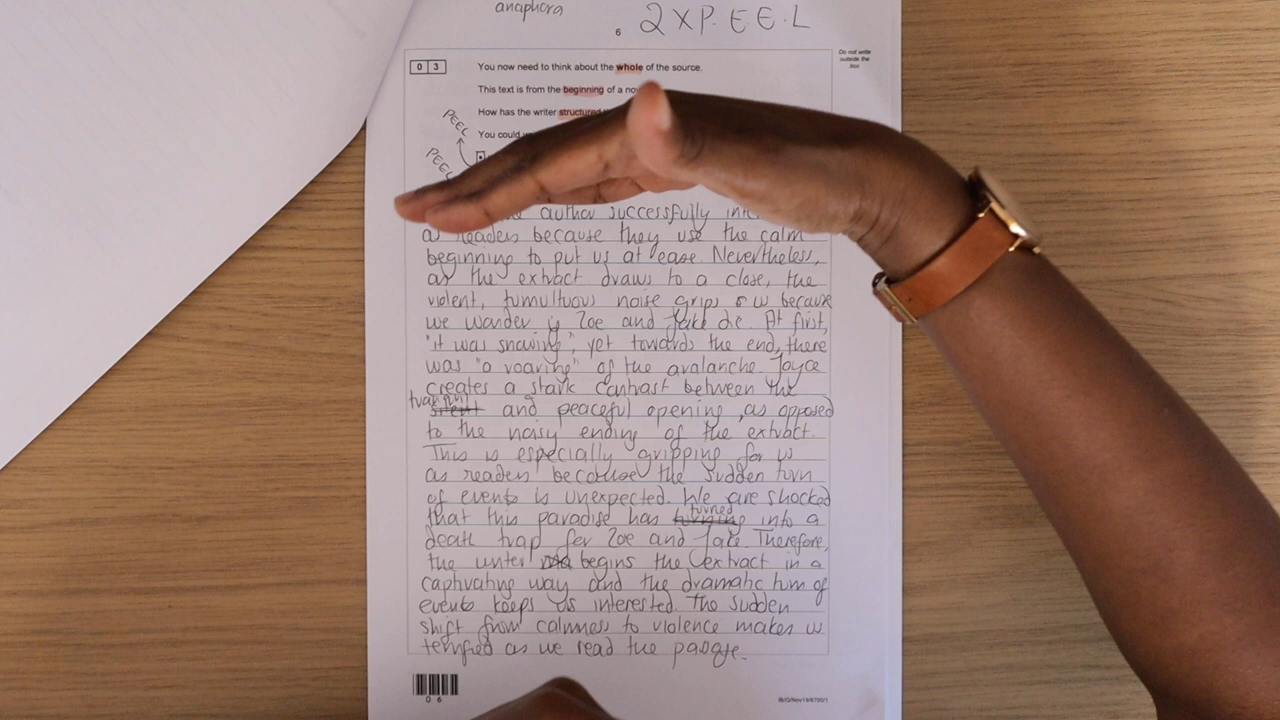 anaphora
6 2 X P. E E. L
Do not write
outside the
box
0 3 You now need to think about the whole of the source.
This text is from the beginning of a
How has the writer structured
You could
PEEL
PEEL
author successfully
as readers because they use the calm
beginning to put us at ease. Nevertheless,
as the extract draws to a close, the
violent, tumultuous noise grips us because
we wonder if Zoe and Jake die. At first,
"it was snowing", yet towards the end, there
was "a roaring" of the avalanche. Joyce
creates a stark contrast between the
tranquil
silent and peaceful opening, as opposed
to the noisy ending of the extract.
This is especially gripping for us
as readers because the sudden turn
of events is unexpected. We are shocked
turned
that this paradise has turning into a
death trap for Zoe and Jake. Therefore,
the writer begins the extract in a
captivating way and the dramatic turn of
events keeps us interested. The sudden
shift from calmness to violence makes us
terrified as we read the passage.
0 6
IB/G/Nov19/8700/1